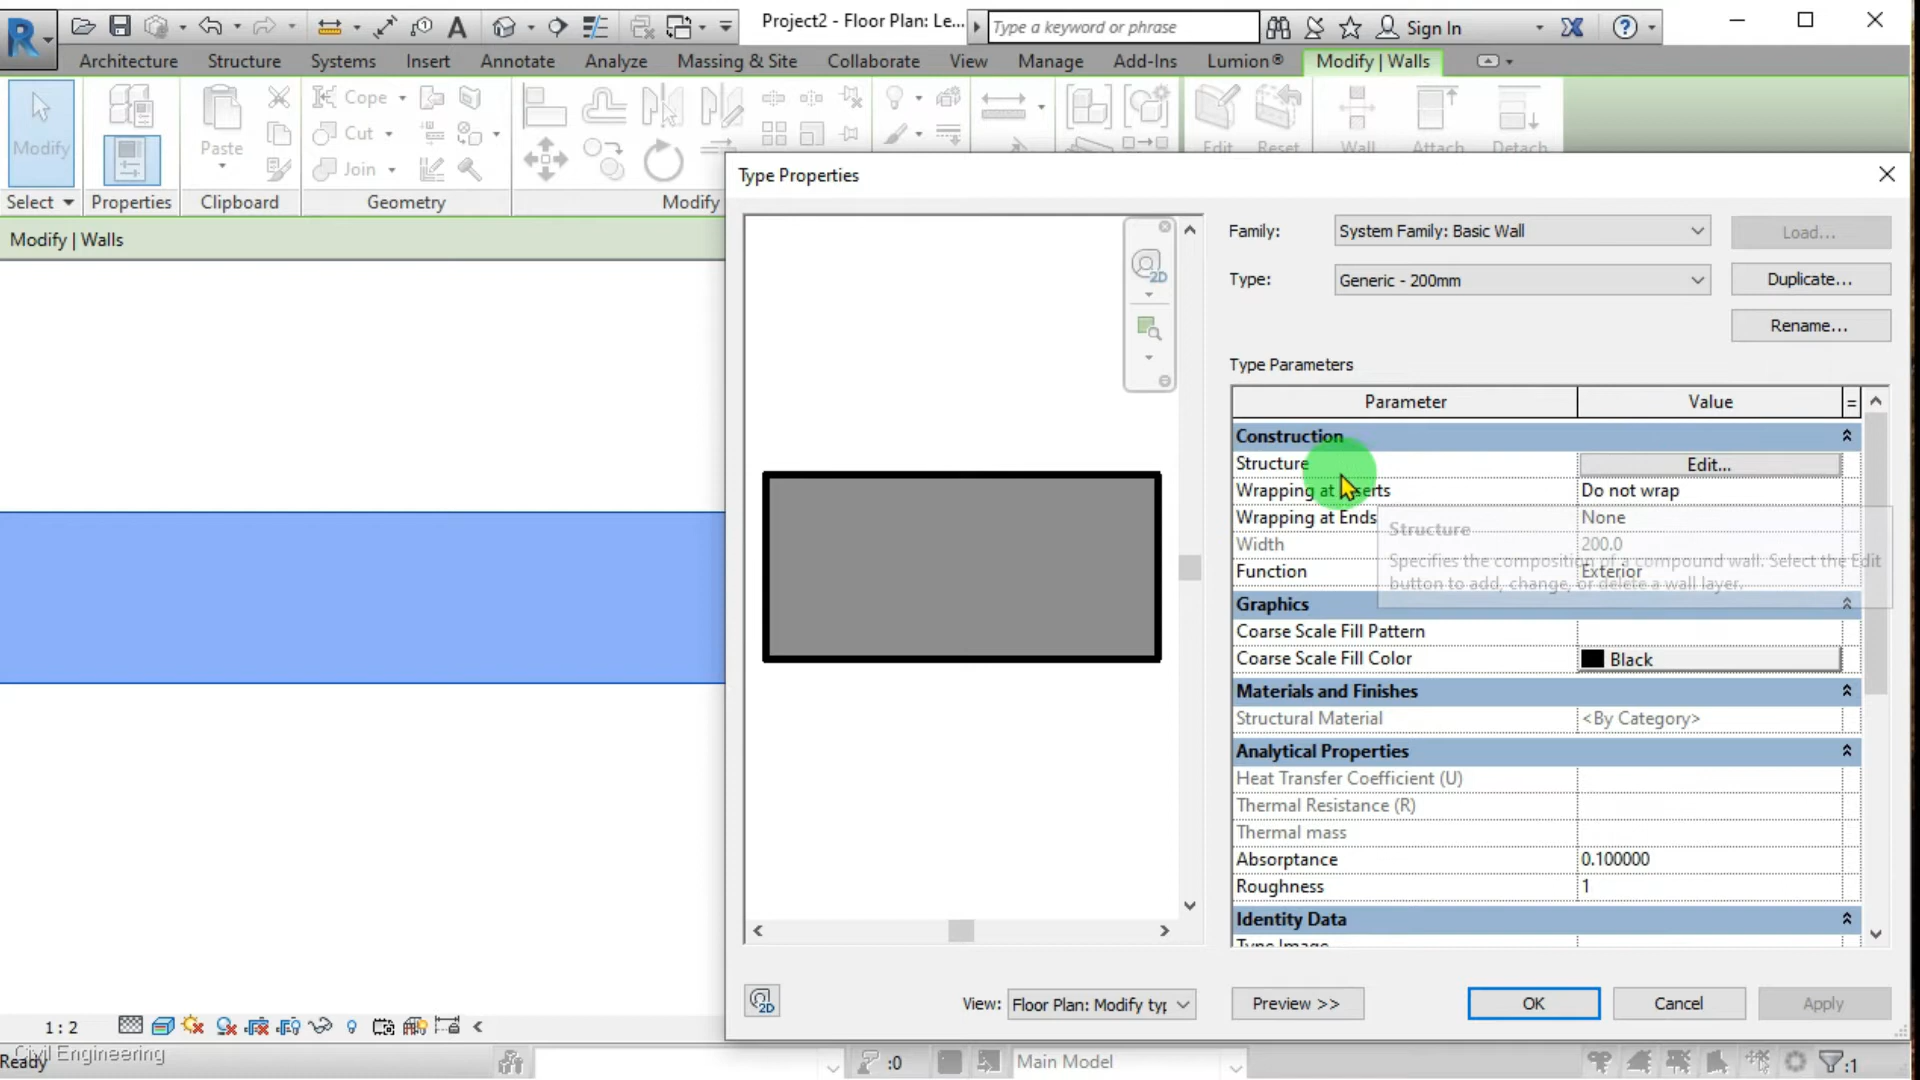 Project2 - Floor Plan: Le...
Type a keyword or phrase
Sign In
Architecture
Structure
Systems
Insert
Annotate
Analyze
Massing & Site
Collaborate
View
Manage
Add-Ins
Lumion®
Modify | Walls
Modify
Paste
Cope
Cut
Join
Edit
Reset
Wall
Attach
Detach
Select
Properties
Clipboard
Geometry
Modify
Modify | Walls
Type Properties
Family:
System Family: Basic Wall
Load...
Type:
Generic - 200mm
Duplicate...
Rename...
Type Parameters
Parameter
Value
=
Construction
Structure
Edit...
Wrapping at Inserts
Do not wrap
Wrapping at Ends
None
Width
200.0
Function
Exterior
Structure
Specifies the composition of a compound wall. Select the Edit
button to add, change, or delete a wall layer.
Graphics
Coarse Scale Fill Pattern
Coarse Scale Fill Color
Black
Materials and Finishes
Structural Material
<By Category>
Analytical Properties
Heat Transfer Coefficient (U)
Thermal Resistance (R)
Thermal mass
Absorptance
0.100000
Roughness
1
Identity Data
Type Image
2D
View:
Floor Plan: Modify typ
Preview >>
OK
Cancel
Apply
1 : 2
Civil Engineering
Ready
:0
Main Model
:1